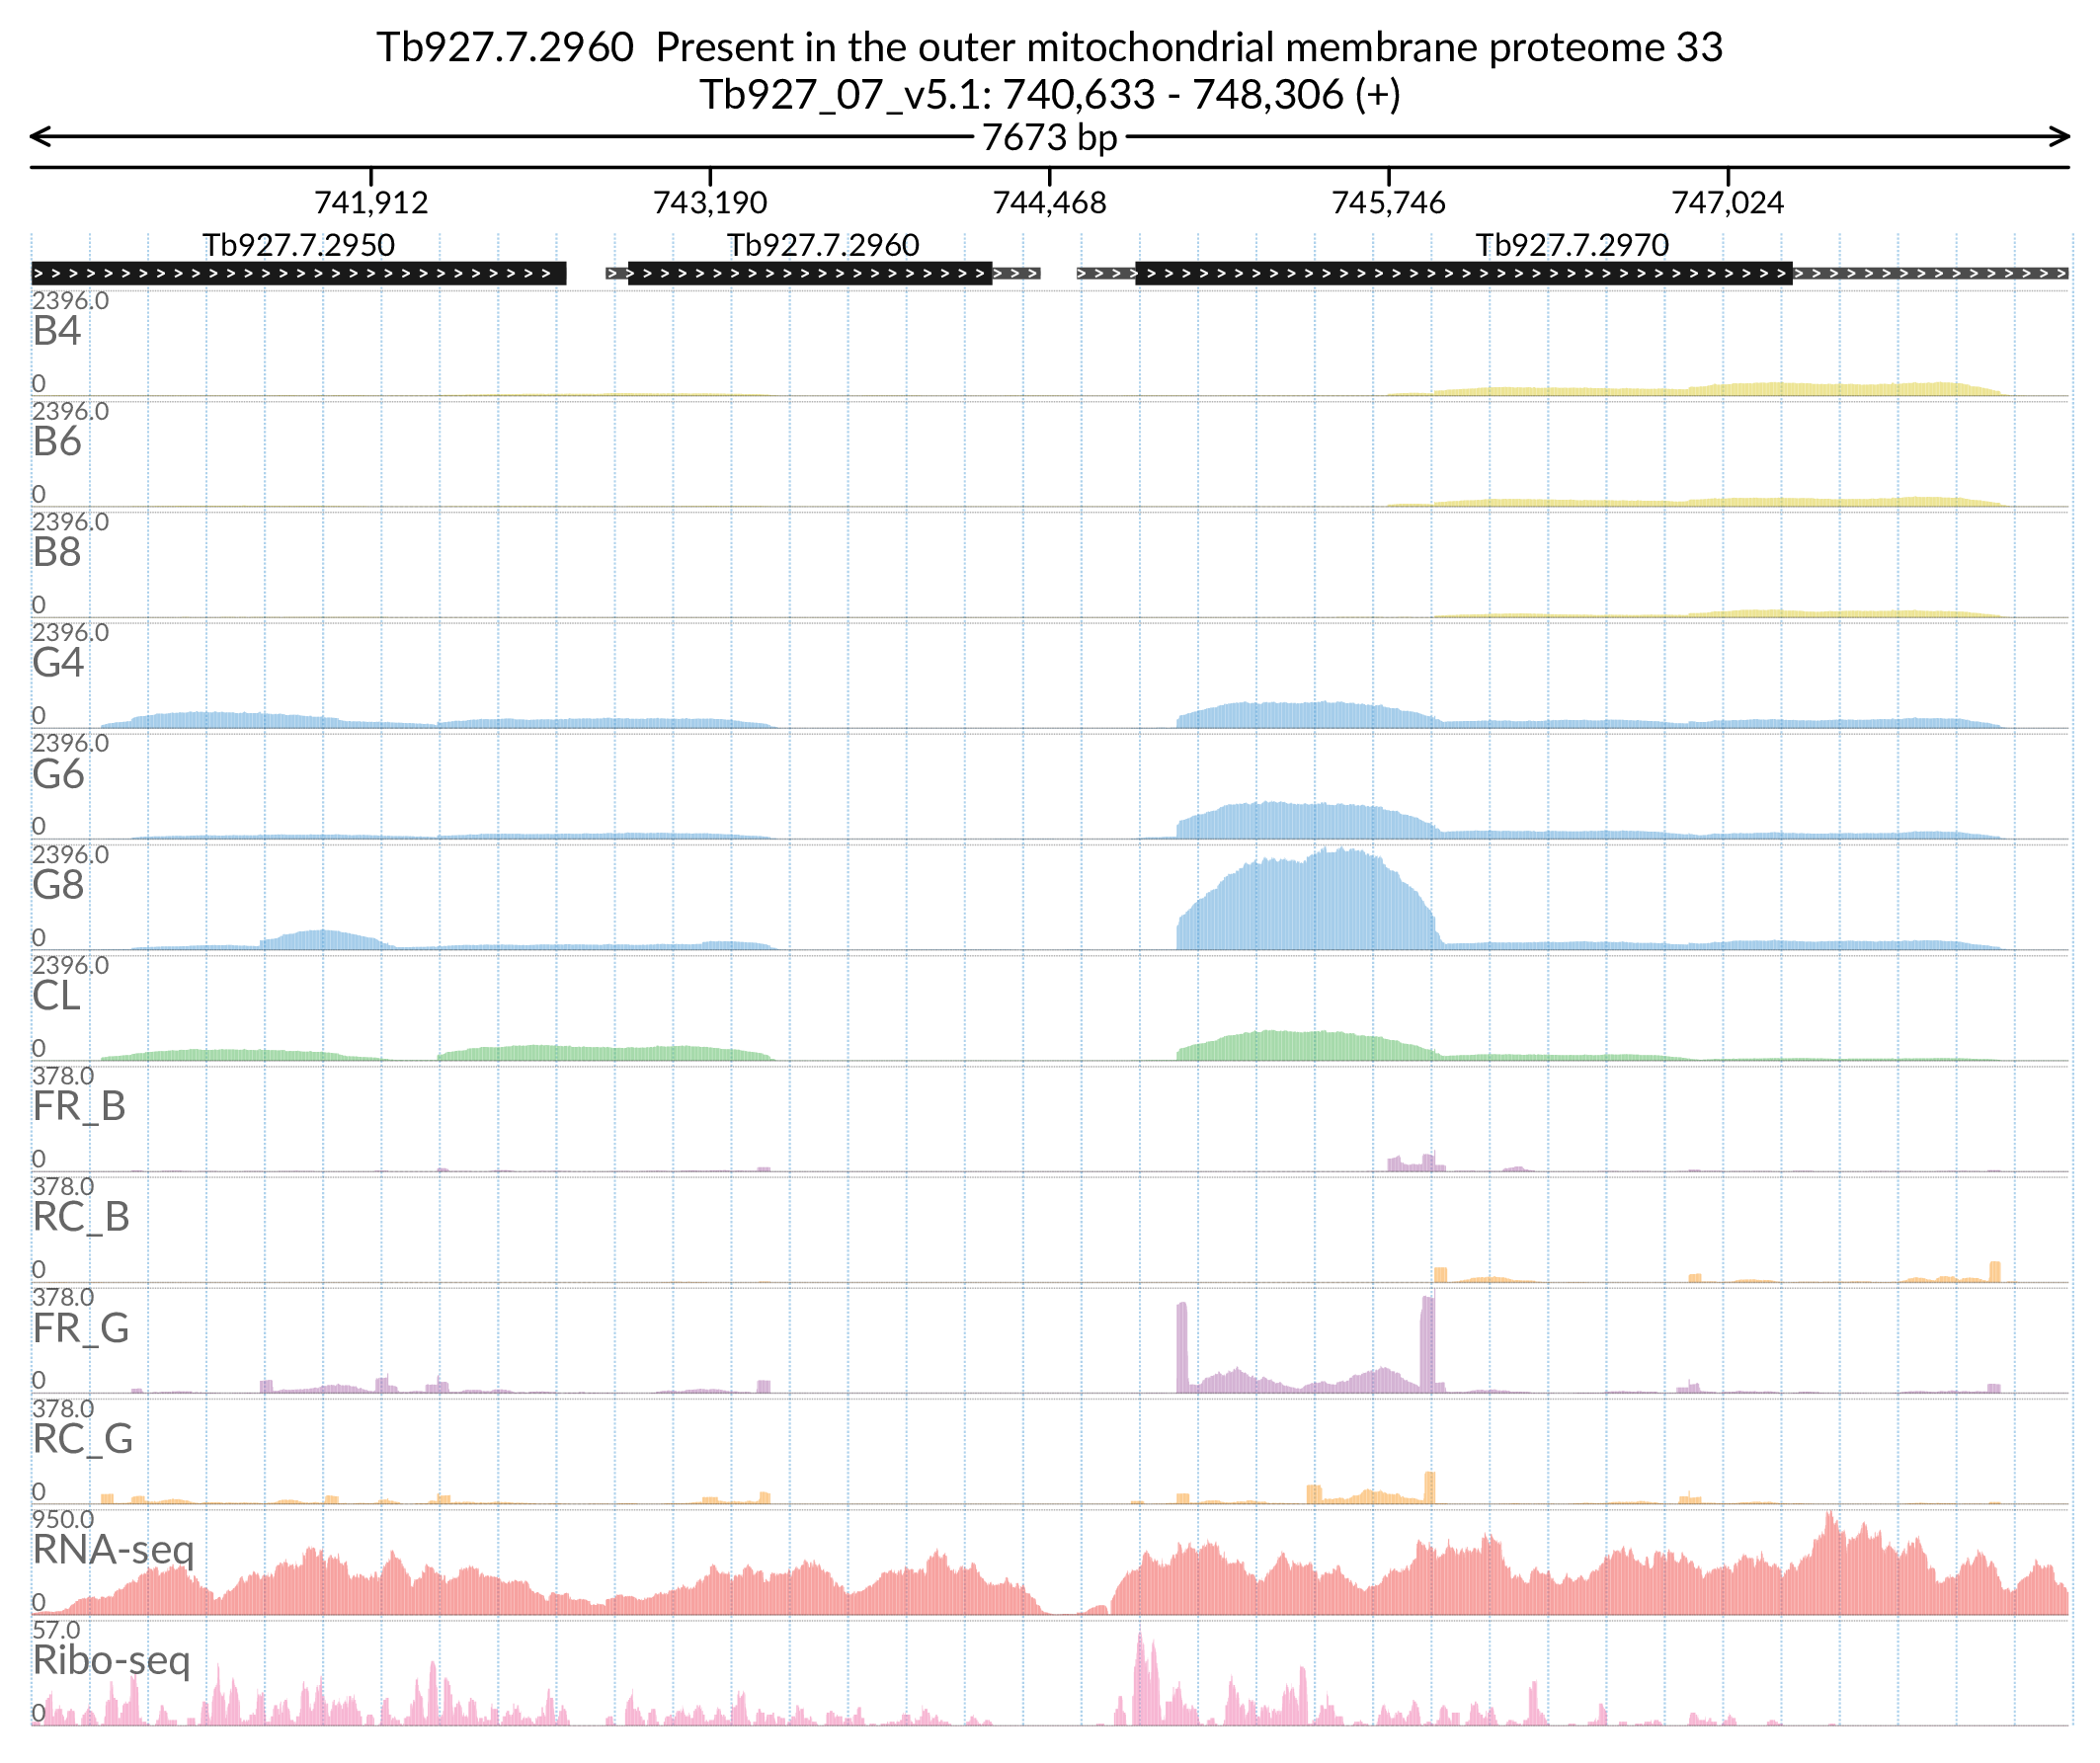 Tb927.7.2960  Present in the outer mitochondrial membrane proteome 33
Tb927_07_v5.1: 740,633 - 748,306 (+)
7673 bp
741,912 743,190 744,468 745,746 747,024
Tb927.7.2950 Tb927.7.2960 Tb927.7.2970
2396.0
B4
0
2396.0
B6
0
2396.0
B8
0
2396.0
G4
0
2396.0
G6
0
2396.0
G8
0
2396.0
CL
0
378.0
FR_B
0
378.0
RC_B
0
378.0
FR_G
0
378.0
RC_G
0
950.0
RNA-seq
0
57.0
Ribo-seq
0